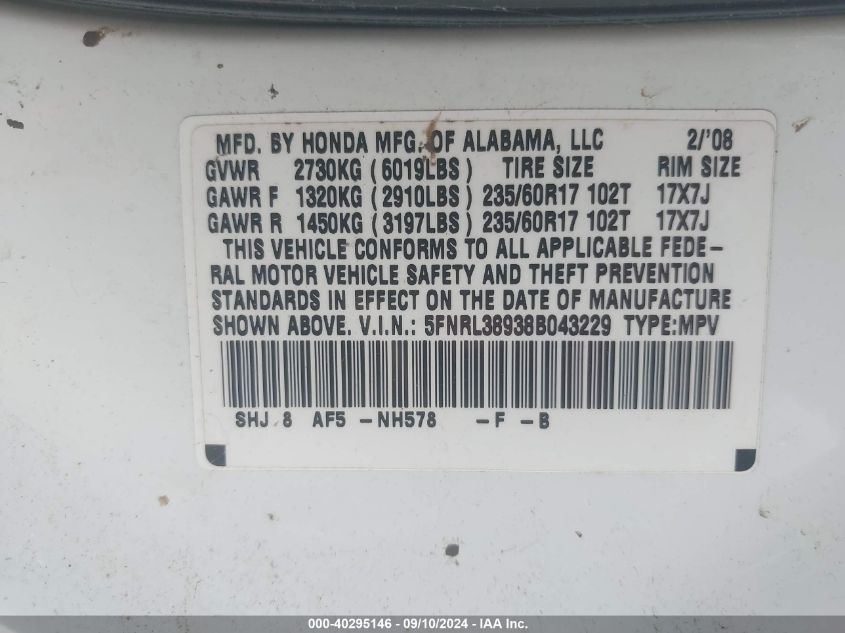 MFD. BY HONDA MFG. OF ALABAMA, LLC 2/'08
GVWR 2730KG (6019LBS) TIRE SIZE RIM SIZE
GAWR F 1320KG (2910LBS) 235/60R17 102T 17X7J
GAWR R 1450KG (3197LBS) 235/60R17 102T 17X7J
THIS VEHICLE CONFORMS TO ALL APPLICABLE FEDE-
RAL MOTOR VEHICLE SAFETY AND THEFT PREVENTION
STANDARDS IN EFFECT ON THE DATE OF MANUFACTURE
SHOWN ABOVE. V.I.N.: 5FNRL38938B043229 TYPE:MPV
SHJ 8 AF5 -NH578 -F -B
000-40295146 - 09/10/2024 - IAA Inc.